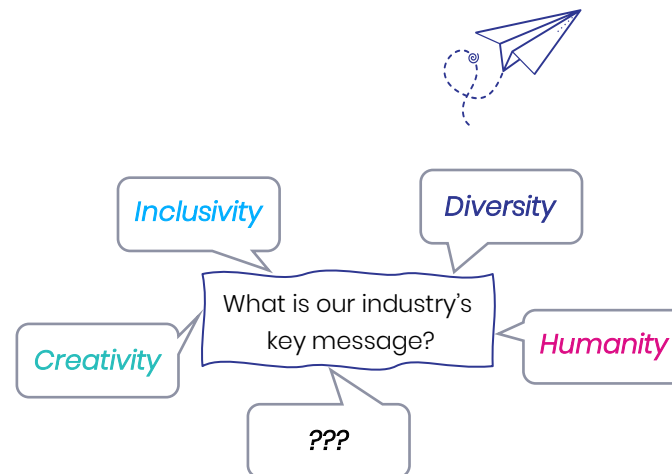 Inclusivity
Diversity
What is our industry’s
key message?
Creativity
Humanity
???